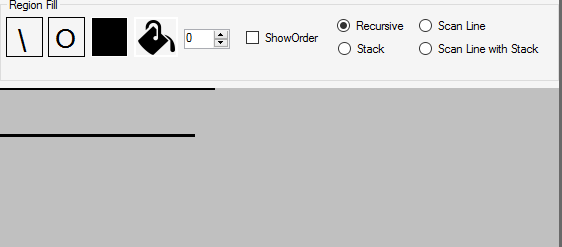 Region Fill
\ O 0 ShowOrder
Recursive Scan Line
Stack Scan Line with Stack